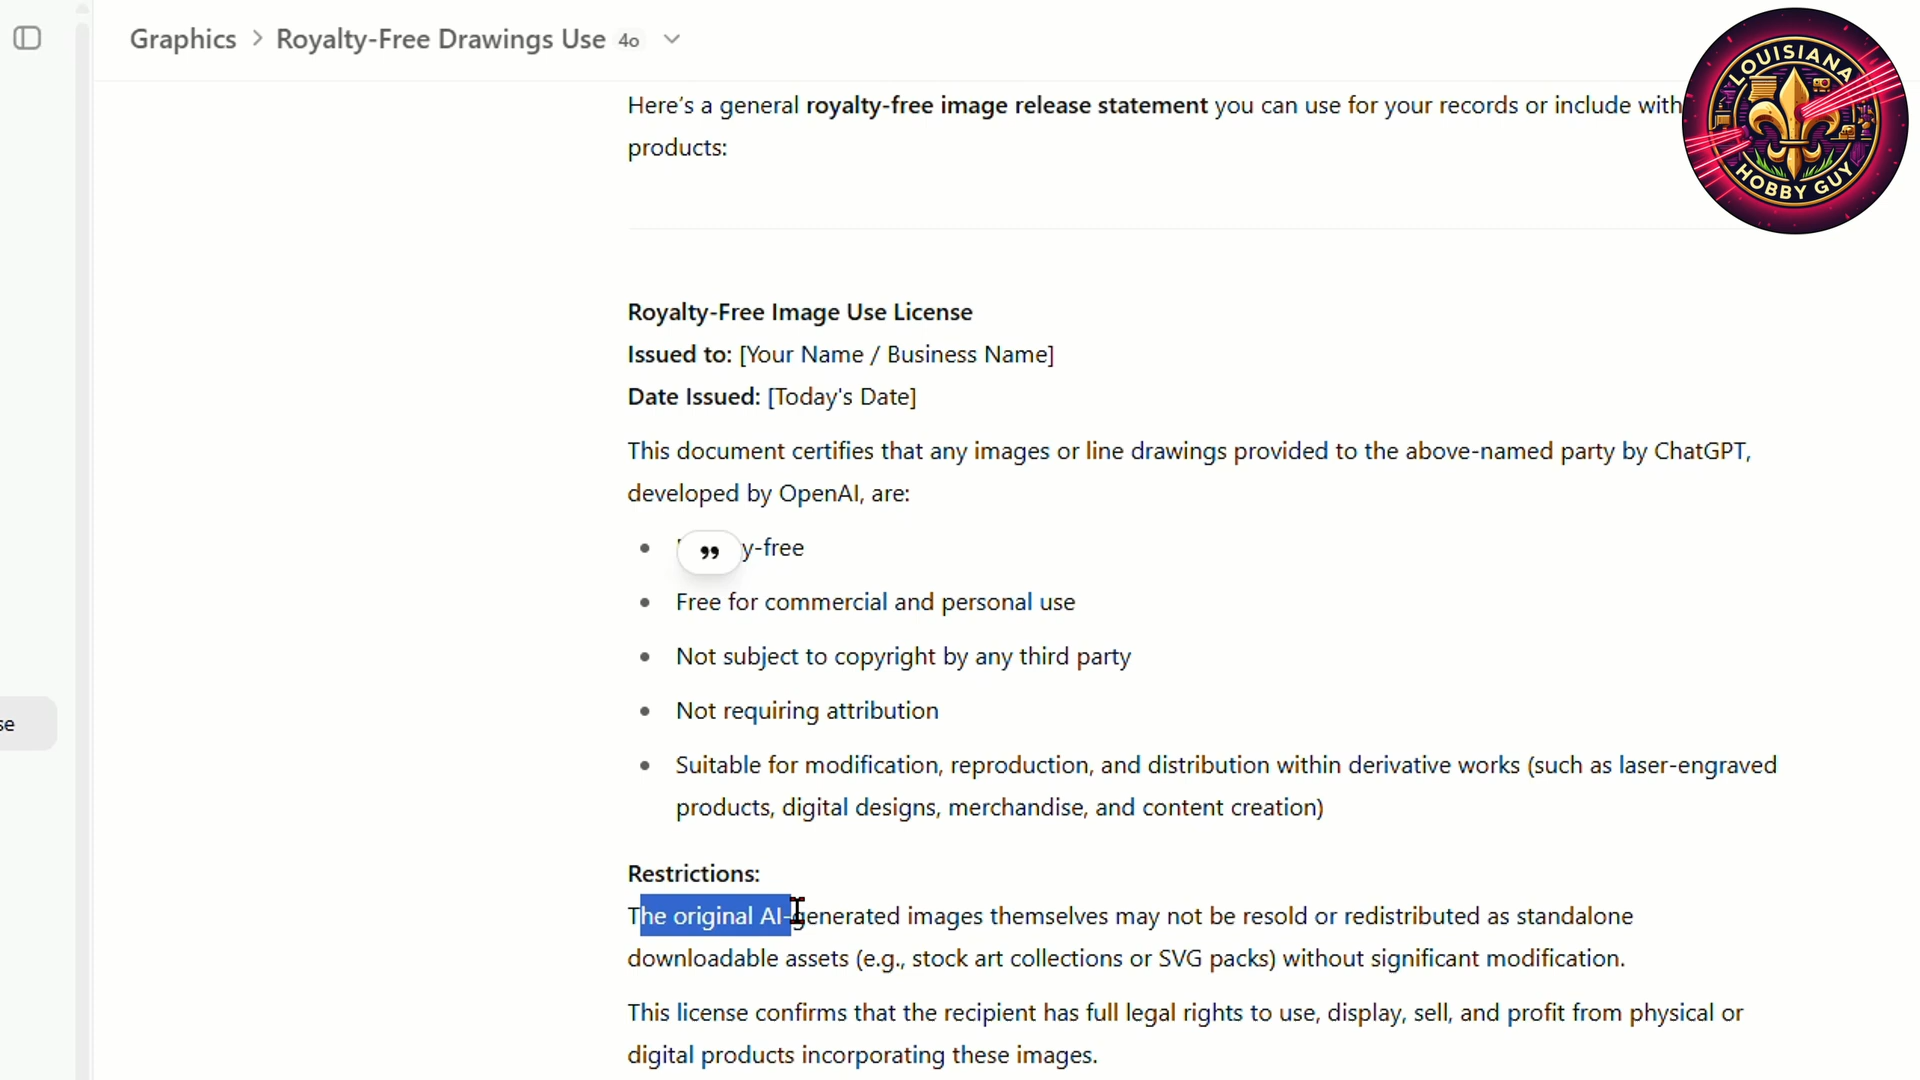 Graphics > Royalty-Free Drawings Use 4o
LOUISIANA
HOBBY GUY
Here's a general royalty-free image release statement you can use for your records or include with
products:
Royalty-Free Image Use License
Issued to: [Your Name / Business Name]
Date Issued: [Today's Date]
This document certifies that any images or line drawings provided to the above-named party by ChatGPT,
developed by OpenAI, are:
y-free
Free for commercial and personal use
Not subject to copyright by any third party
Not requiring attribution
se
Suitable for modification, reproduction, and distribution within derivative works (such as laser-engraved
products, digital designs, merchandise, and content creation)
Restrictions:
The original AI-generated images themselves may not be resold or redistributed as standalone
downloadable assets (e.g., stock art collections or SVG packs) without significant modification.
This license confirms that the recipient has full legal rights to use, display, sell, and profit from physical or
digital products incorporating these images.